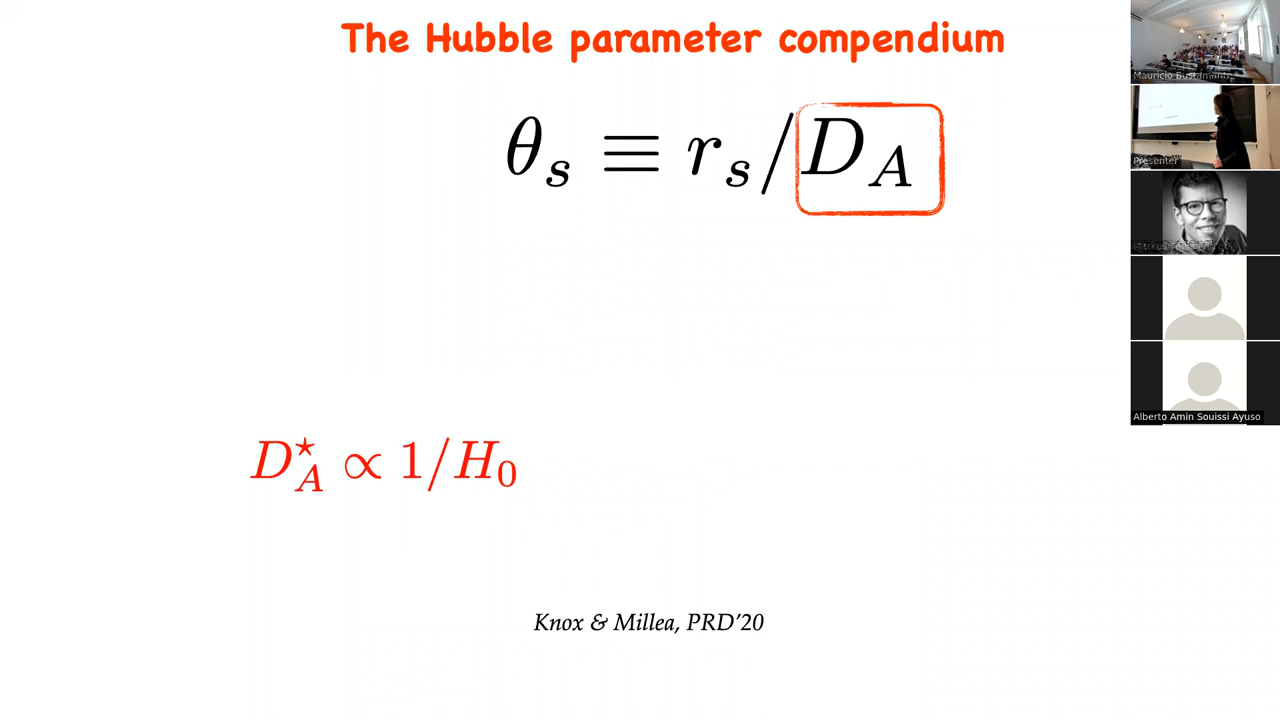 The Hubble parameter compendium
θ_s ≡ r_s/D_A
D_A^⋆ ∝ 1/H_0
Knox & Millea, PRD'20
Mauricio Bustamante
Presenter
Alberto Amin Souissi Ayuso